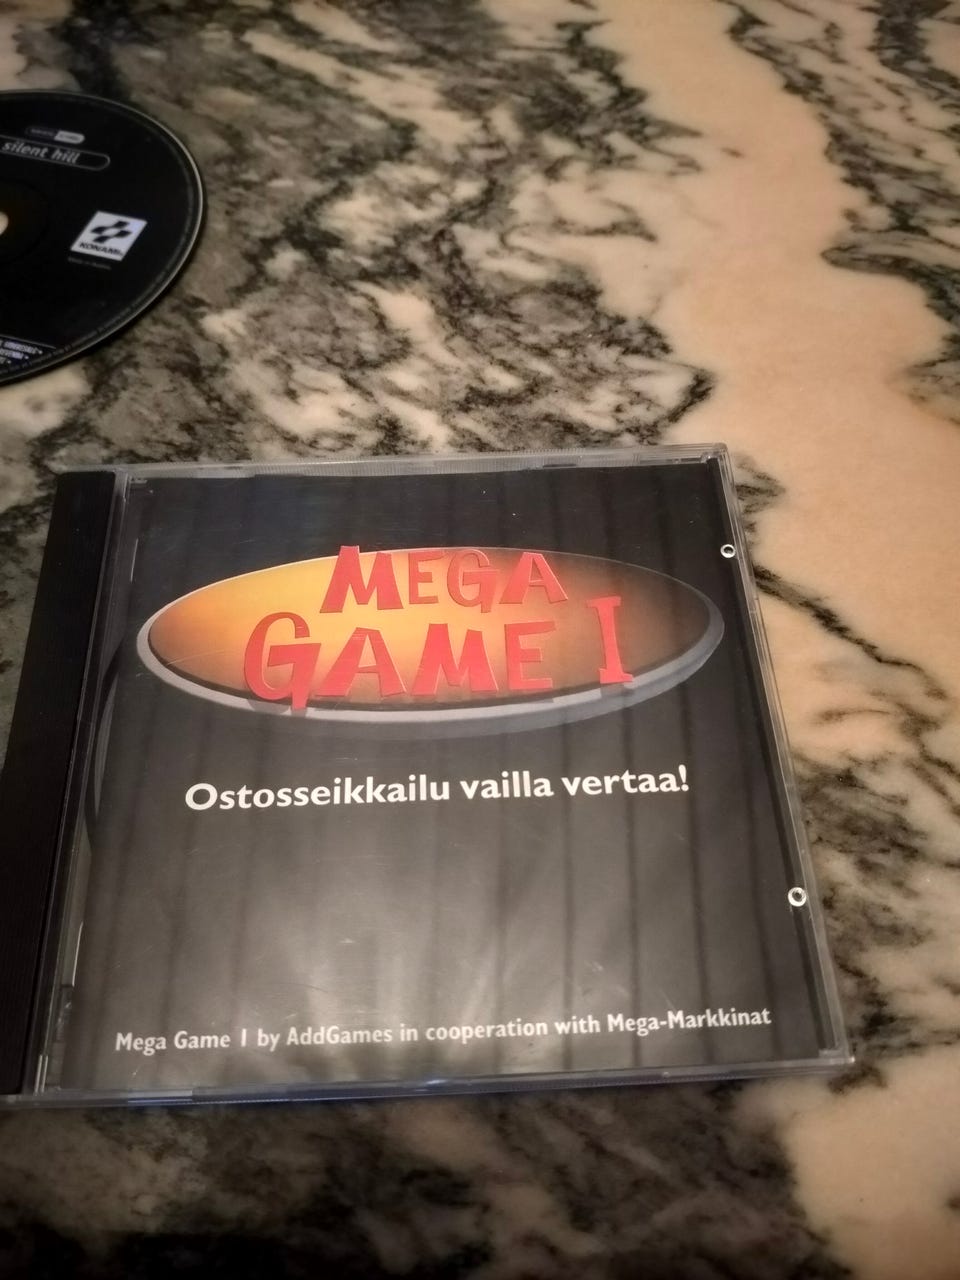 silent hill
KONAMI
MEGA
GAME I
Ostosseikkailu vailla vertaa!
Mega Game I by AddGames in cooperation with Mega-Markkinat